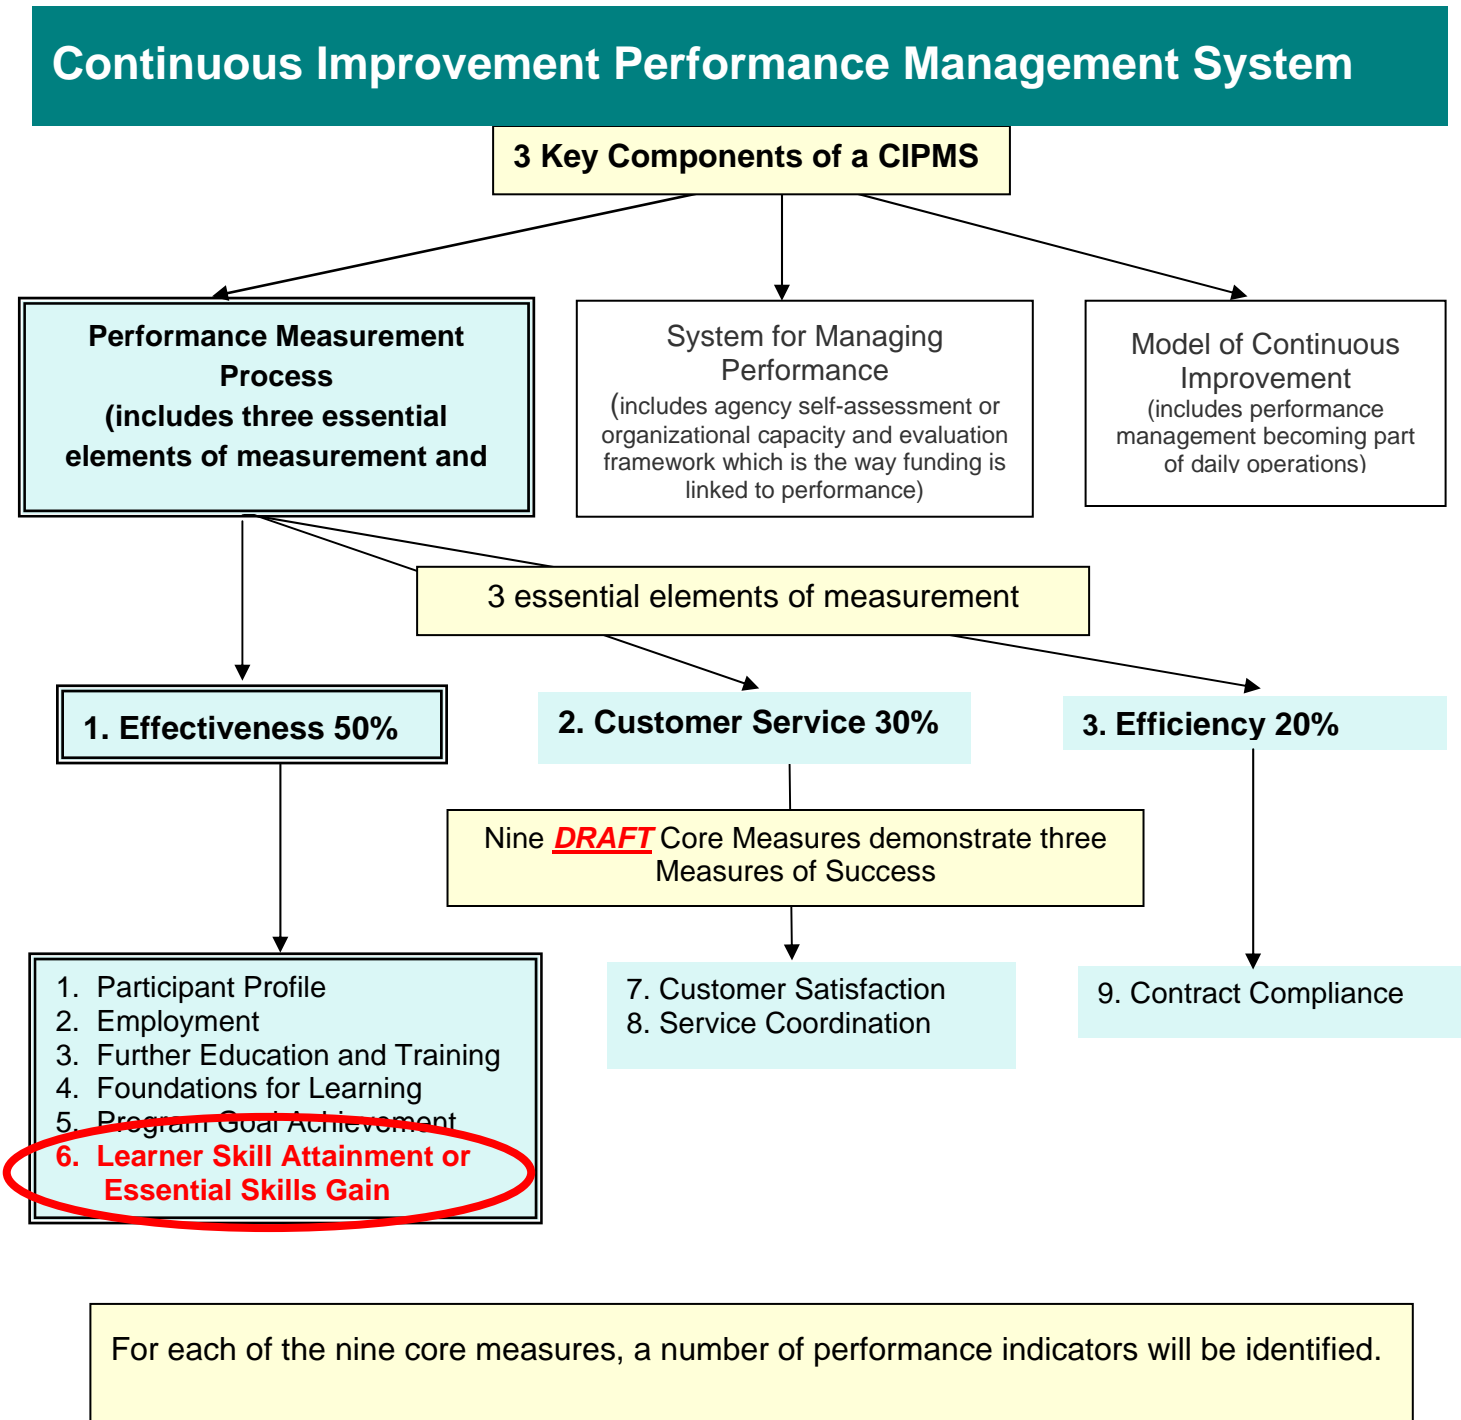 Continuous Improvement Performance Management System
3 Key Components of a CIPMS
Performance Measurement
Process
(includes three essential
elements of measurement and
System for Managing
Performance
(includes agency self-assessment or
organizational capacity and evaluation
framework which is the way funding is
linked to performance)
Model of Continuous
Improvement
(includes performance
management becoming part
of daily operations)
3 essential elements of measurement
1. Effectiveness 50%
2. Customer Service 30%
3. Efficiency 20%
Nine DRAFT Core Measures demonstrate three
Measures of Success
1. Participant Profile
2. Employment
3. Further Education and Training
4. Foundations for Learning
5. Program Goal Achievement
6. Learner Skill Attainment or
Essential Skills Gain
7. Customer Satisfaction
8. Service Coordination
9. Contract Compliance
For each of the nine core measures, a number of performance indicators will be identified.